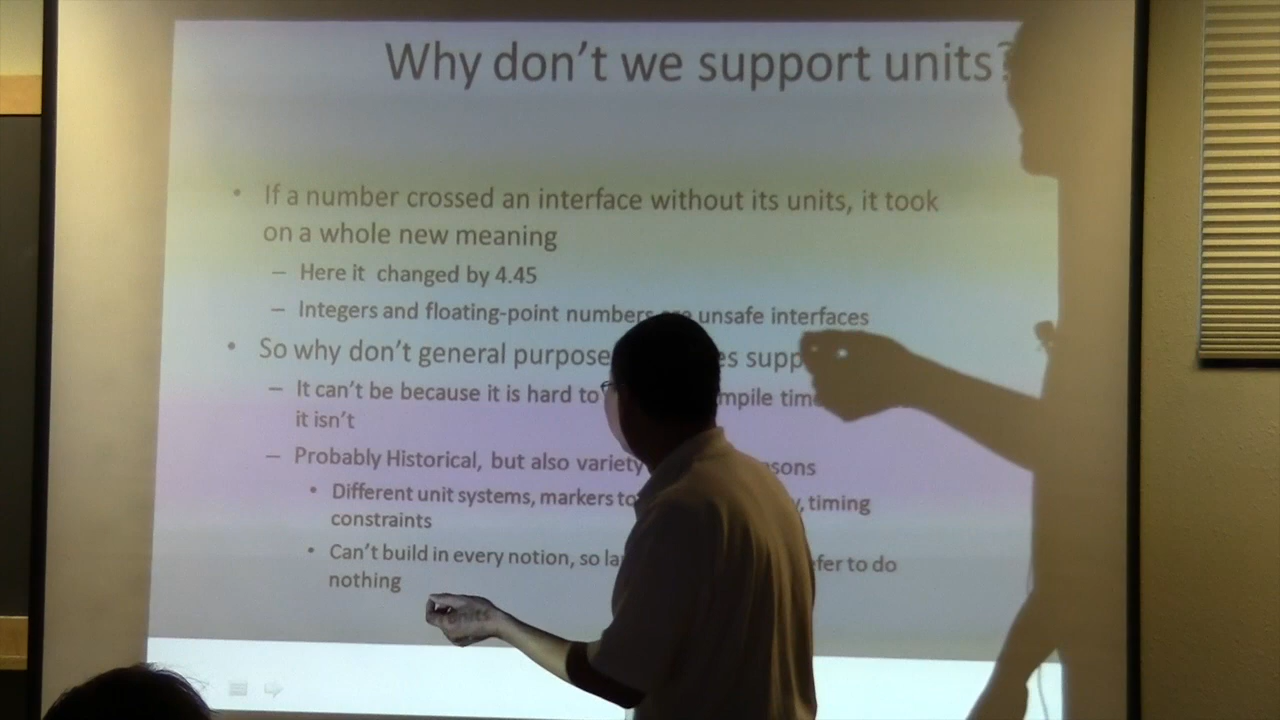 Why don't we support units?
• If a number crossed an interface without its units, it took
on a whole new meaning
– Here it changed by 4.45
– Integers and floating-point numbers are unsafe interfaces
• So why don't general purpose
– It can't be because it is hard to time
it isn't
– Probably Historical, but also variety
• Different unit systems, markers timing
constraints
• Can't build in every notion, so to do
nothing